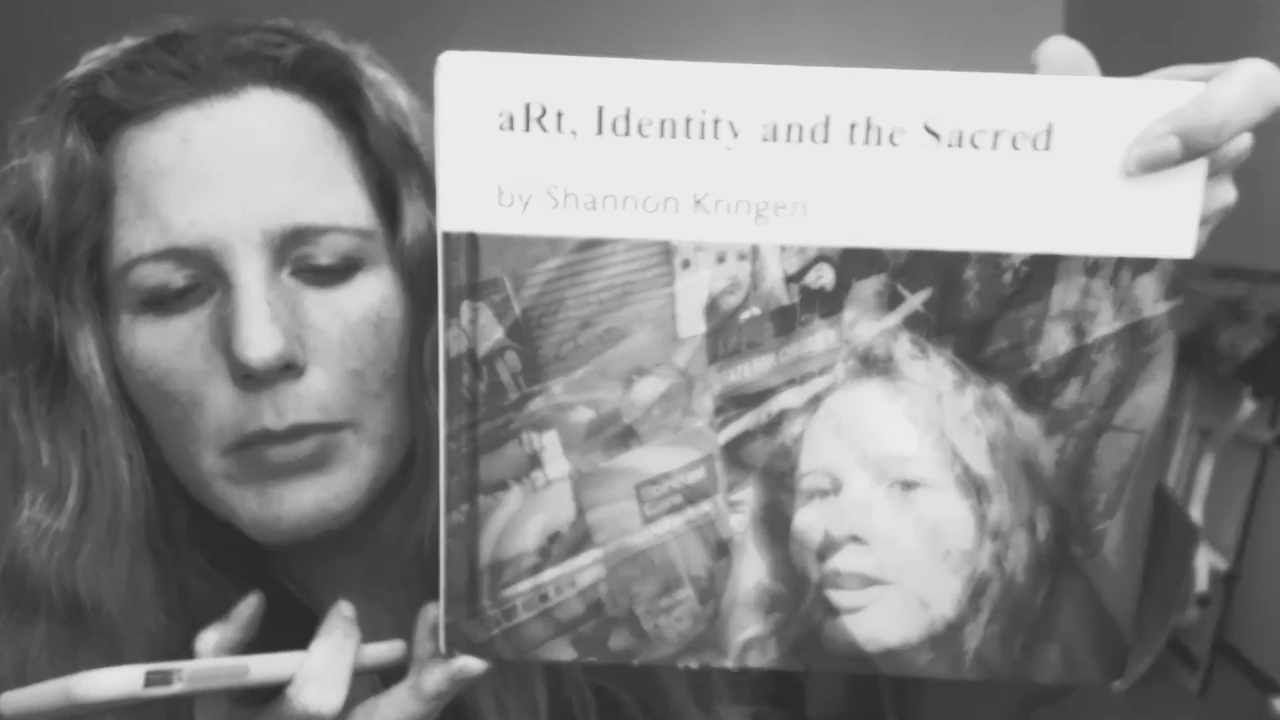 aRt, Identity and the Sacred
by Shannon Kringen